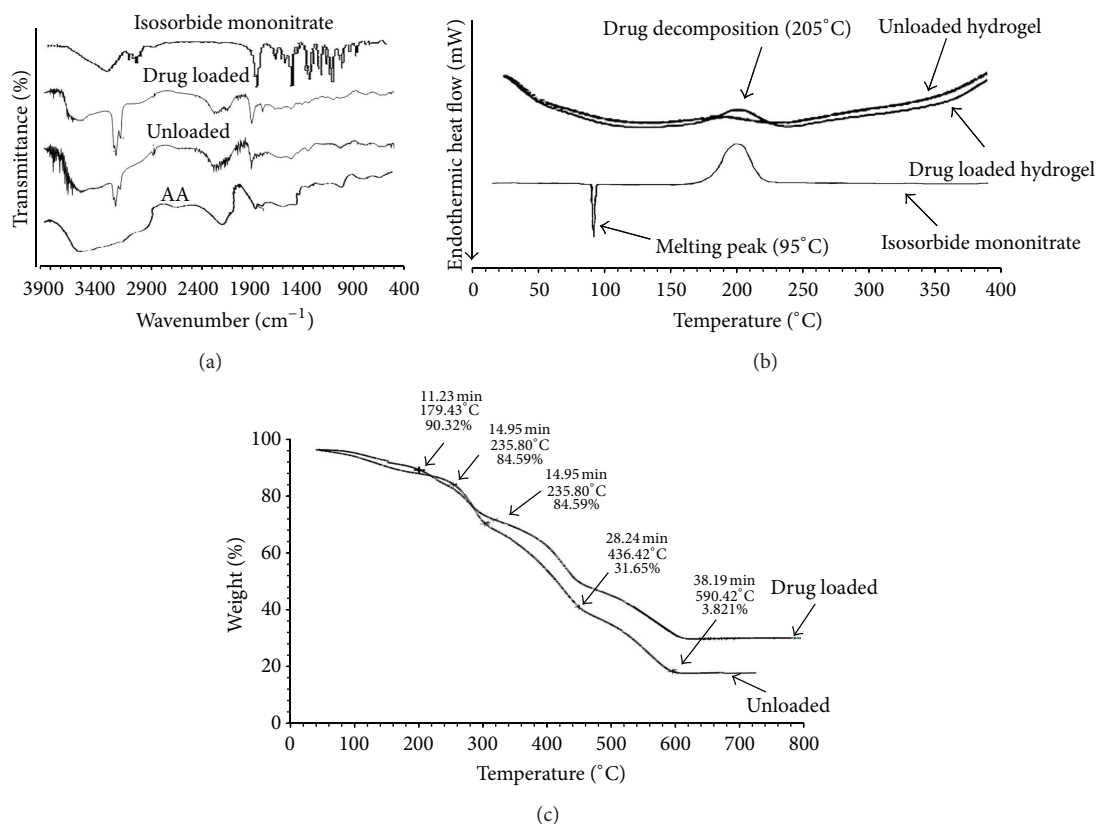 Isosorbide mononitrate
Drug loaded
Unloaded
AA
Transmittance (%)
3900 3400 2900 2400 1900 1400 900 400
Wavenumber (cm⁻¹)
(a)
Drug decomposition (205°C)
Unloaded hydrogel
Drug loaded hydrogel
Isosorbide mononitrate
Melting peak (95°C)
Endothermic heat flow (mW)
0 50 100 150 200 250 300 350 400
Temperature (°C)
(b)
11.23 min
179.43°C
90.32%
14.95 min
235.80°C
84.59%
14.95 min
235.80°C
84.59%
28.24 min
436.42°C
31.65%
38.19 min
590.42°C
3.821%
Drug loaded
Unloaded
Weight (%)
100
80
60
40
20
0
0 100 200 300 400 500 600 700 800
Temperature (°C)
(c)